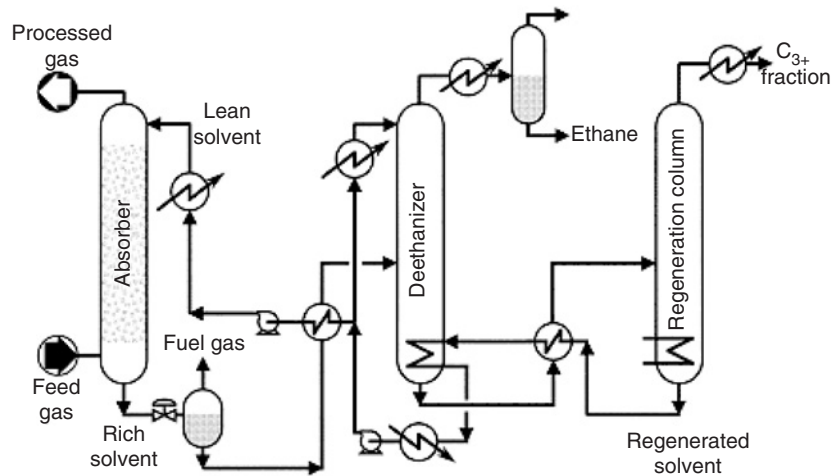 Processed
gas
Lean
solvent
Absorber
Feed
gas
Rich
solvent
Fuel gas
Deethanizer
Ethane
C3+
fraction
Regeneration column
Regenerated
solvent